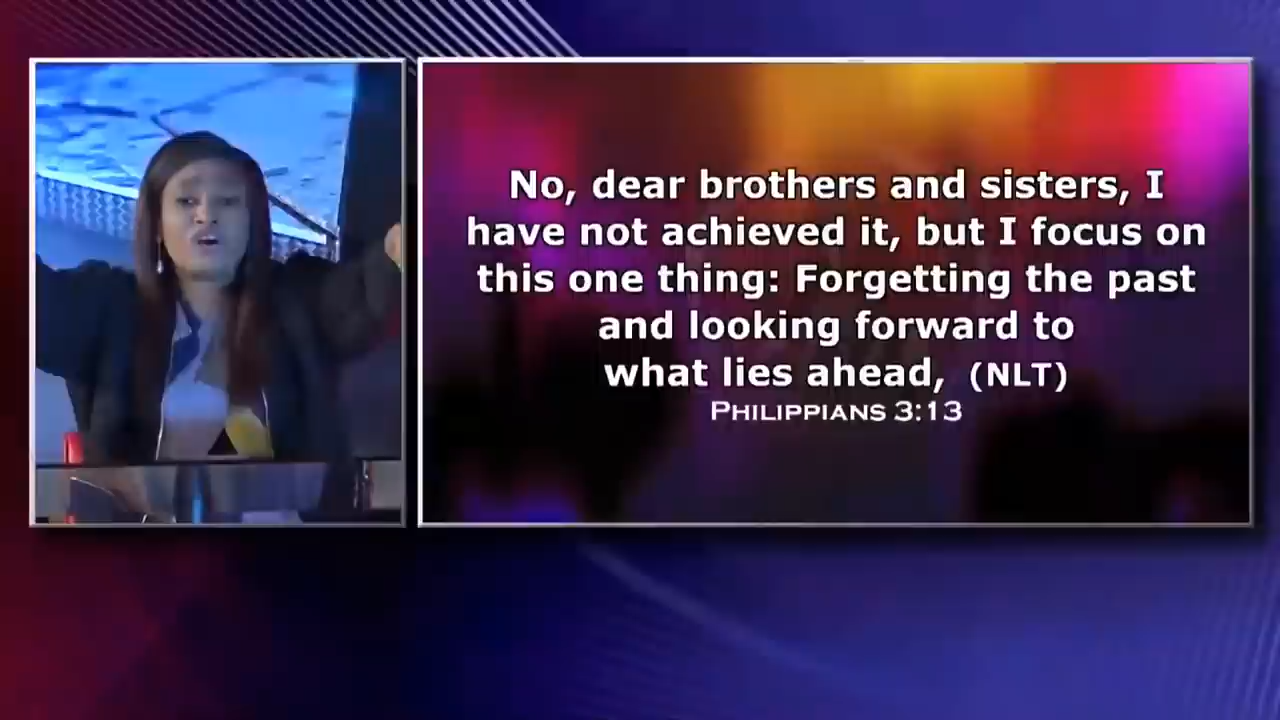 No, dear brothers and sisters, I
have not achieved it, but I focus on
this one thing: Forgetting the past
and looking forward to
what lies ahead, (NLT)
Philippians 3:13